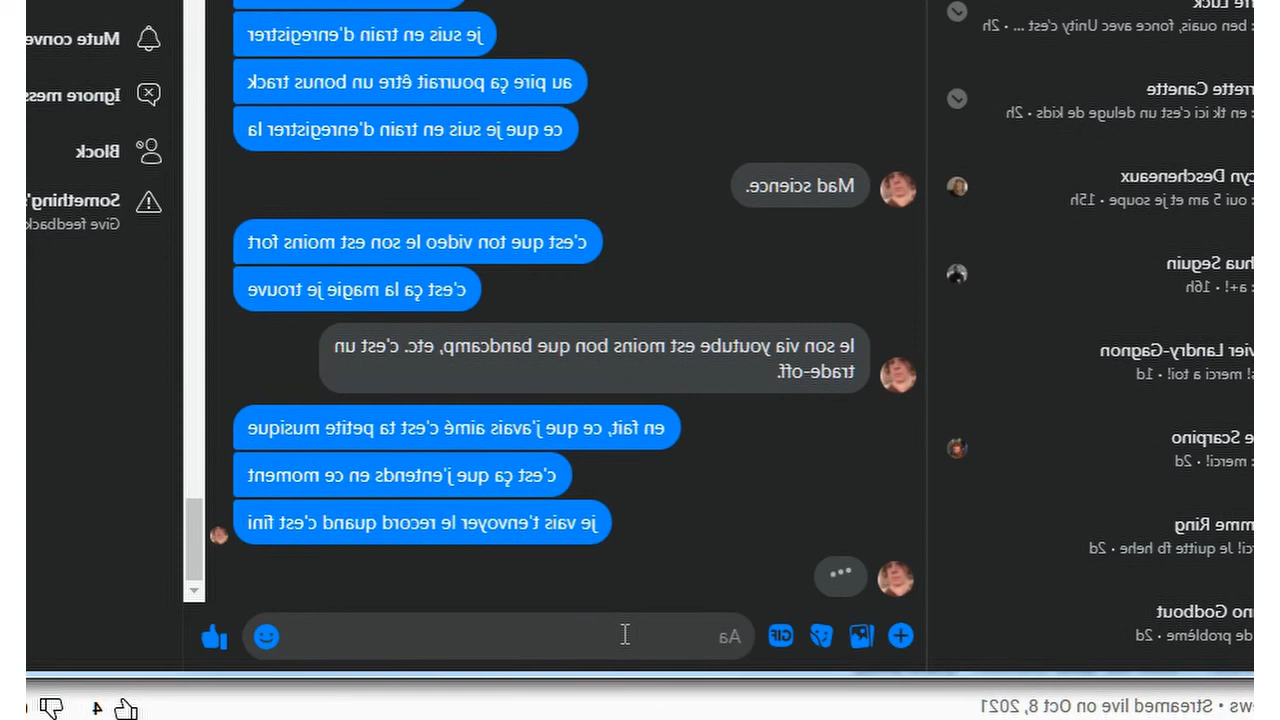 Luck
: ben ouais, fonce avec Unity c'est ... • 2h
rrette Canette
: en tk ici c'est un deluge de kids • 2h
cyn Descheneaux
: oui 5 am et je soupe • 15h
hua Seguin
: a+! • 16h
vier Landry-Gagnon
s! merci a toi! • 1d
e Scarpino
: merci! • 2d
mme Ring
rci! Je quitte fb hehe • 2d
no Godbout
de problème • 2d
je suis en train d'enregistrer
au pire ça pourrait être un bonus track
ce que je suis en train d'enregistrer la
Mad science.
c'est que ton video le son est moins fort
c'est ça la magie je trouve
le son via youtube est moins bon que bandcamp, etc. c'est un
trade-off.
en fait, ce que j'avais aimé c'est ta petite musique
c'est ça que j'entends en ce moment
je vais t'envoyer le record quand c'est fini
GIF
Aa
Mute conve
Ignore mess
Block
Something's
Give feedback
ws • Streamed live on Oct 8, 2021
4